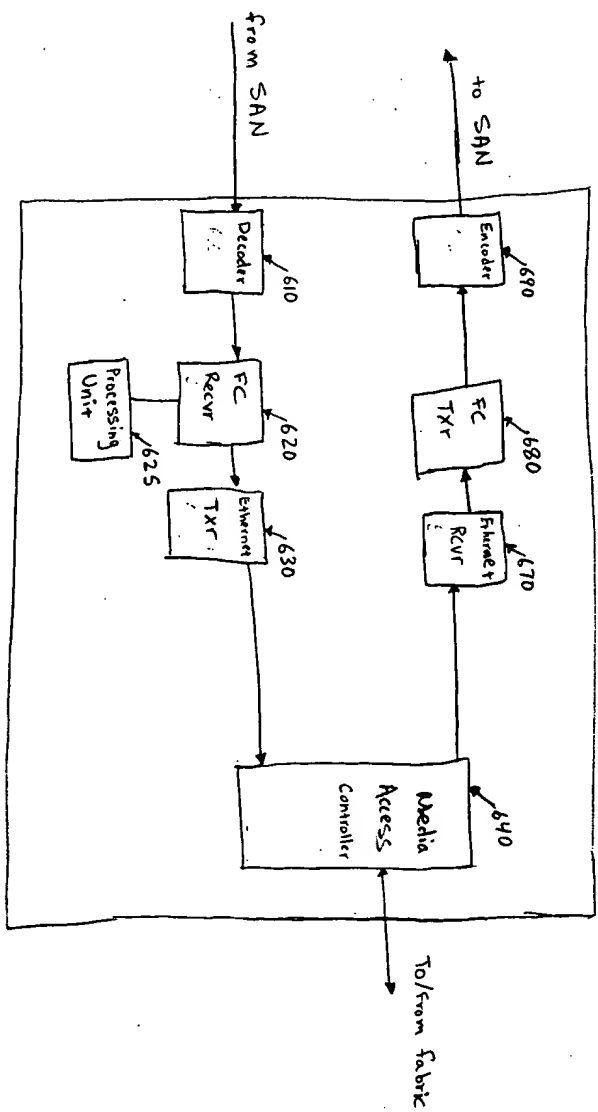 to SAN
Encoder
690
FC
TXr
680
Ethernet
Rcvr
670
Media
Access
Controller
640
To/From fabric
from SAN
Decoder
610
FC
Recvr
620
Processing
Unit
625
Ethernet
TXr
630